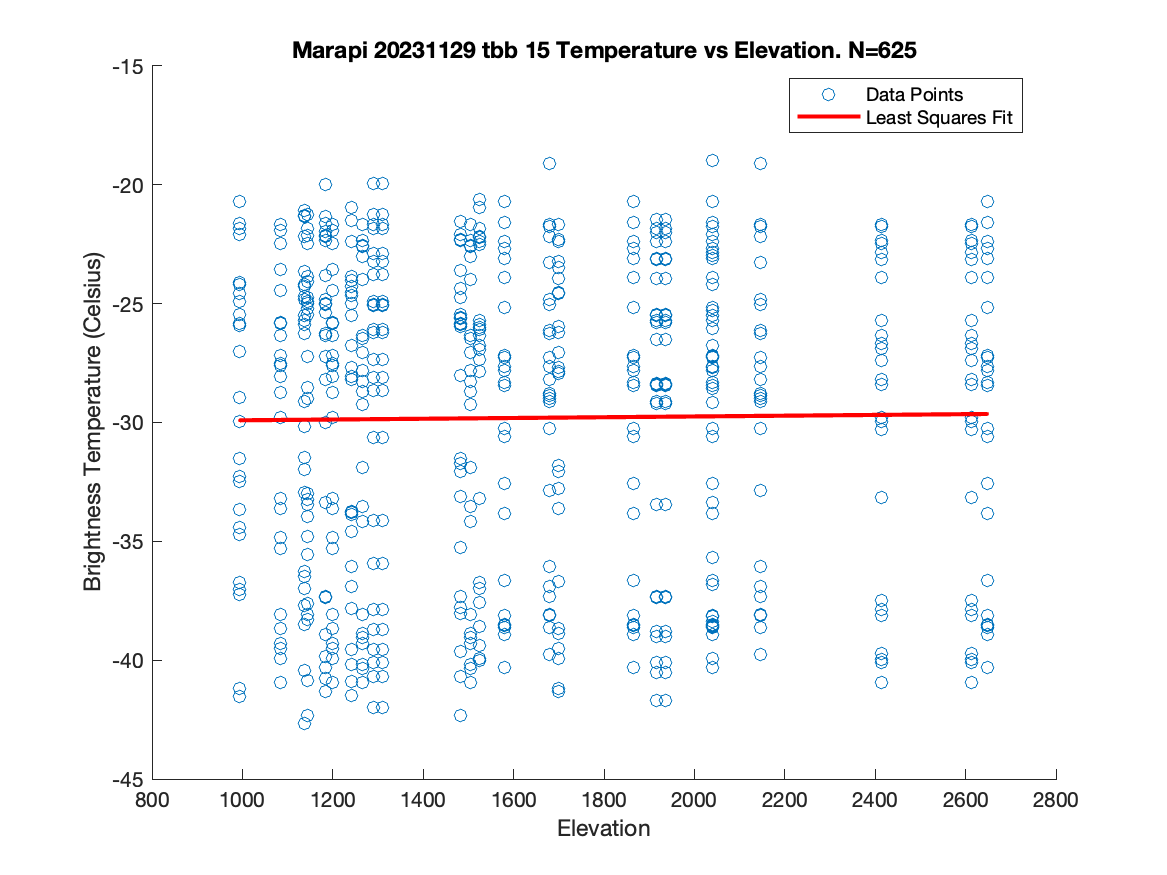 Marapi 20231129 tbb 15 Temperature vs Elevation. N=625
Data Points
Least Squares Fit
Brightness Temperature (Celsius)
-15
-20
-25
-30
-35
-40
-45
800 1000 1200 1400 1600 1800 2000 2200 2400 2600 2800
Elevation